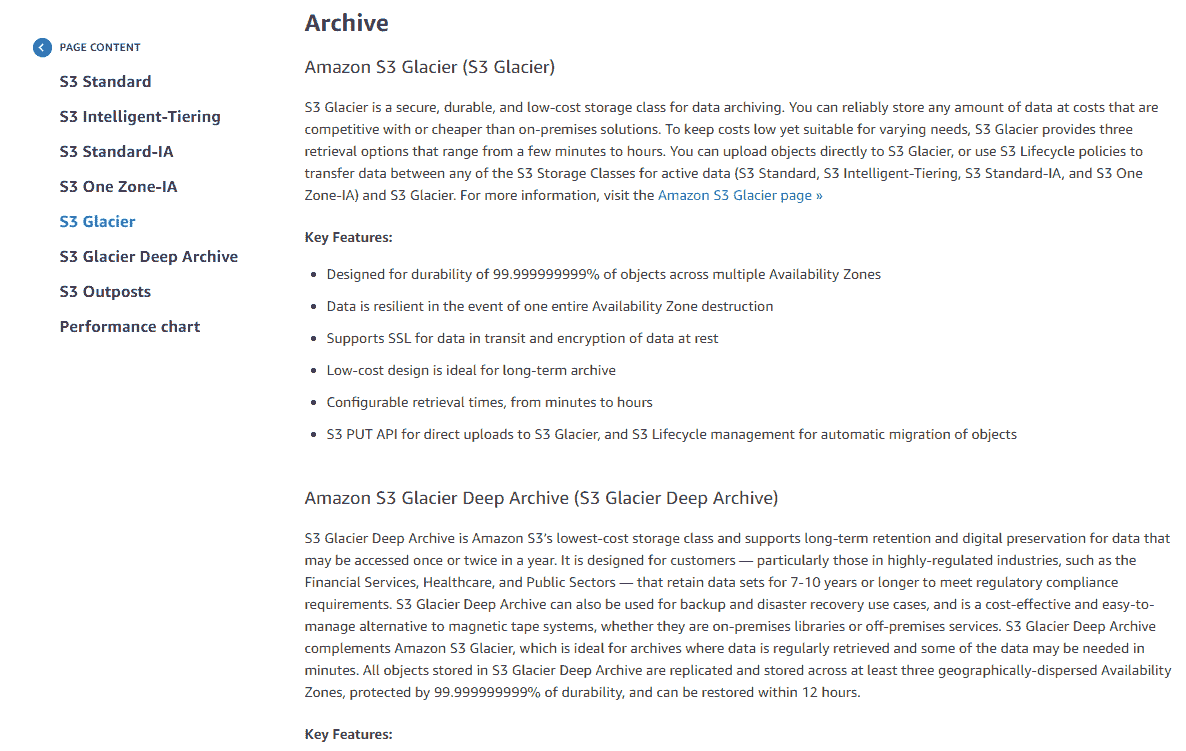 PAGE CONTENT
S3 Standard
S3 Intelligent-Tiering
S3 Standard-IA
S3 One Zone-IA
S3 Glacier
S3 Glacier Deep Archive
S3 Outposts
Performance chart
Archive
Amazon S3 Glacier (S3 Glacier)
S3 Glacier is a secure, durable, and low-cost storage class for data archiving. You can reliably store any amount of data at costs that are
competitive with or cheaper than on-premises solutions. To keep costs low yet suitable for varying needs, S3 Glacier provides three
retrieval options that range from a few minutes to hours. You can upload objects directly to S3 Glacier, or use S3 Lifecycle policies to
transfer data between any of the S3 Storage Classes for active data (S3 Standard, S3 Intelligent-Tiering, S3 Standard-IA, and S3 One
Zone-IA) and S3 Glacier. For more information, visit the Amazon S3 Glacier page »
Key Features:
• Designed for durability of 99.999999999% of objects across multiple Availability Zones
• Data is resilient in the event of one entire Availability Zone destruction
• Supports SSL for data in transit and encryption of data at rest
• Low-cost design is ideal for long-term archive
• Configurable retrieval times, from minutes to hours
• S3 PUT API for direct uploads to S3 Glacier, and S3 Lifecycle management for automatic migration of objects
Amazon S3 Glacier Deep Archive (S3 Glacier Deep Archive)
S3 Glacier Deep Archive is Amazon S3's lowest-cost storage class and supports long-term retention and digital preservation for data that
may be accessed once or twice in a year. It is designed for customers — particularly those in highly-regulated industries, such as the
Financial Services, Healthcare, and Public Sectors — that retain data sets for 7-10 years or longer to meet regulatory compliance
requirements. S3 Glacier Deep Archive can also be used for backup and disaster recovery use cases, and is a cost-effective and easy-to-
manage alternative to magnetic tape systems, whether they are on-premises libraries or off-premises services. S3 Glacier Deep Archive
complements Amazon S3 Glacier, which is ideal for archives where data is regularly retrieved and some of the data may be needed in
minutes. All objects stored in S3 Glacier Deep Archive are replicated and stored across at least three geographically-dispersed Availability
Zones, protected by 99.999999999% of durability, and can be restored within 12 hours.
Key Features: